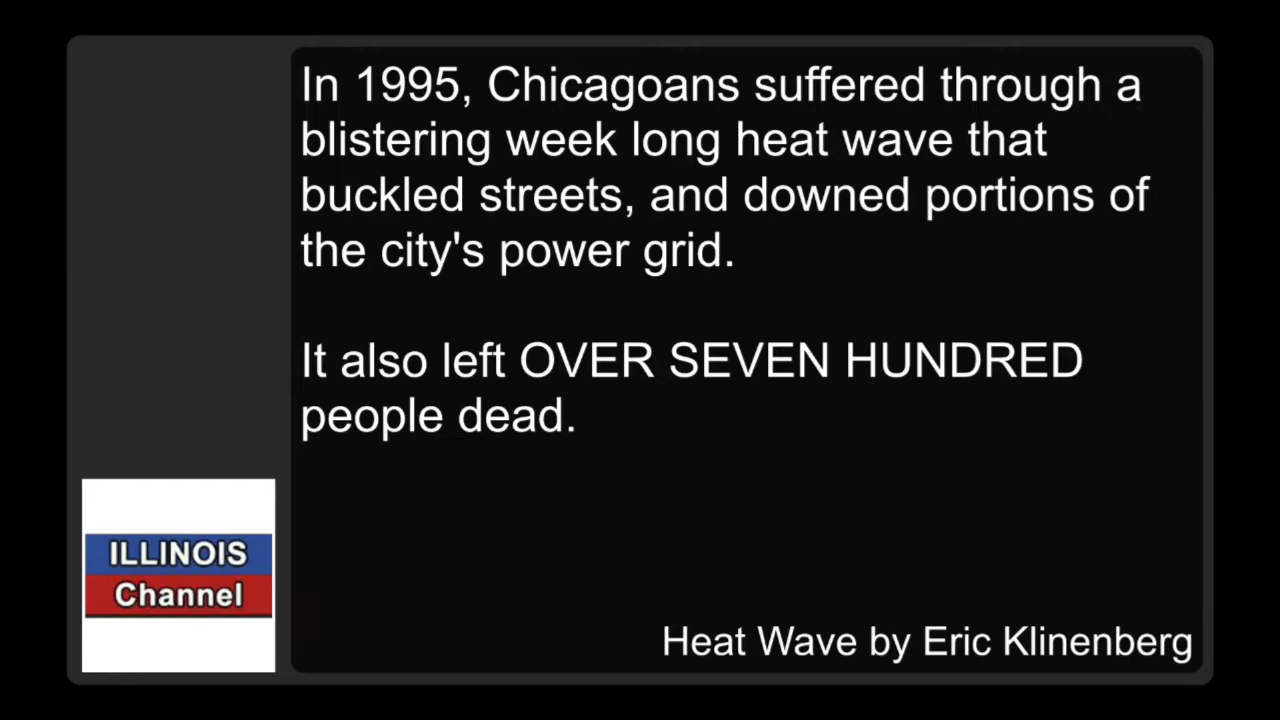 In 1995, Chicagoans suffered through a
blistering week long heat wave that
buckled streets, and downed portions of
the city's power grid.
It also left OVER SEVEN HUNDRED
people dead.
ILLINOIS
Channel
Heat Wave by Eric Klinenberg